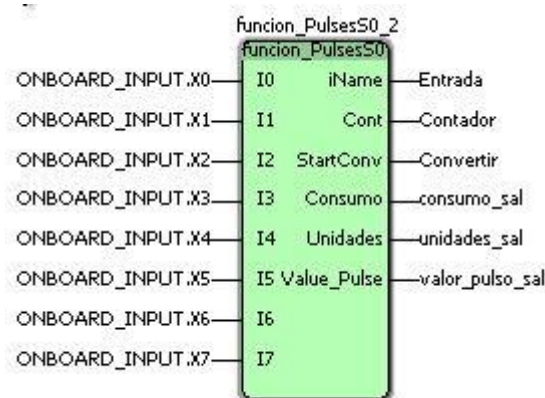 funcion_PulsesS0_2
funcion_PulsesS0
ONBOARD_INPUT.X0 I0 iName Entrada
ONBOARD_INPUT.X1 I1 Cont Contador
ONBOARD_INPUT.X2 I2 StartConv Convertir
ONBOARD_INPUT.X3 I3 Consumo consumo_sal
ONBOARD_INPUT.X4 I4 Unidades unidades_sal
ONBOARD_INPUT.X5 I5 Value_Pulse valor_pulso_sal
ONBOARD_INPUT.X6 I6
ONBOARD_INPUT.X7 I7